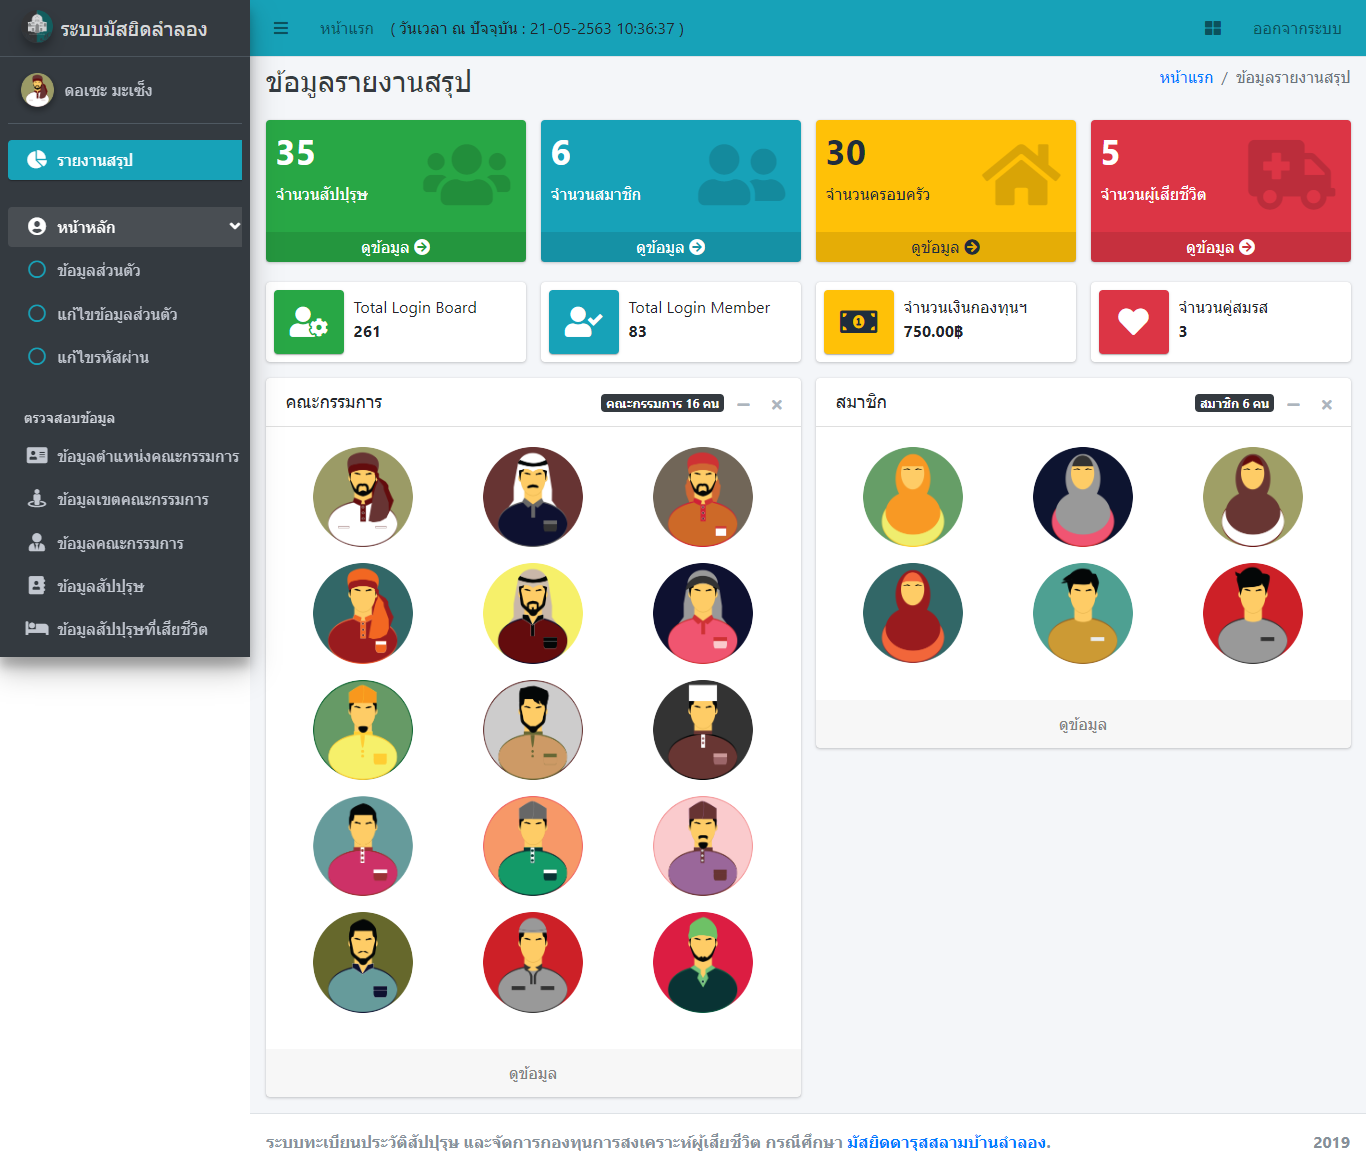 ระบบมัสยิดลำลอง
หน้าแรก
( วันเวลา ณ ปัจจุบัน : 21-05-2563 10:36:37 )
ออกจากระบบ
ดอเซะ มะเซ็ง
รายงานสรุป
หน้าหลัก
ข้อมูลส่วนตัว
แก้ไขข้อมูลส่วนตัว
แก้ไขรหัสผ่าน
ตรวจสอบข้อมูล
ข้อมูลตำแหน่งคณะกรรมการ
ข้อมูลเขตคณะกรรมการ
ข้อมูลคณะกรรมการ
ข้อมูลสัปปุรุษ
ข้อมูลสัปปุรุษที่เสียชีวิต
ข้อมูลรายงานสรุป
หน้าแรก / ข้อมูลรายงานสรุป
35
จำนวนสัปปุรุษ
ดูข้อมูล
6
จำนวนสมาชิก
ดูข้อมูล
30
จำนวนครอบครัว
ดูข้อมูล
5
จำนวนผู้เสียชีวิต
ดูข้อมูล
Total Login Board
261
Total Login Member
83
1
จำนวนเงินกองทุนฯ
750.00฿
จำนวนคู่สมรส
3
คณะกรรมการ
คณะกรรมการ 16 คน
ดูข้อมูล
สมาชิก
สมาชิก 6 คน
ดูข้อมูล
ระบบทะเบียนประวัติสัปปุรุษ และจัดการกองทุนการสงเคราะห์ผู้เสียชีวิต กรณีศึกษา มัสยิดดารุสสลามบ้านลำลอง.
2019